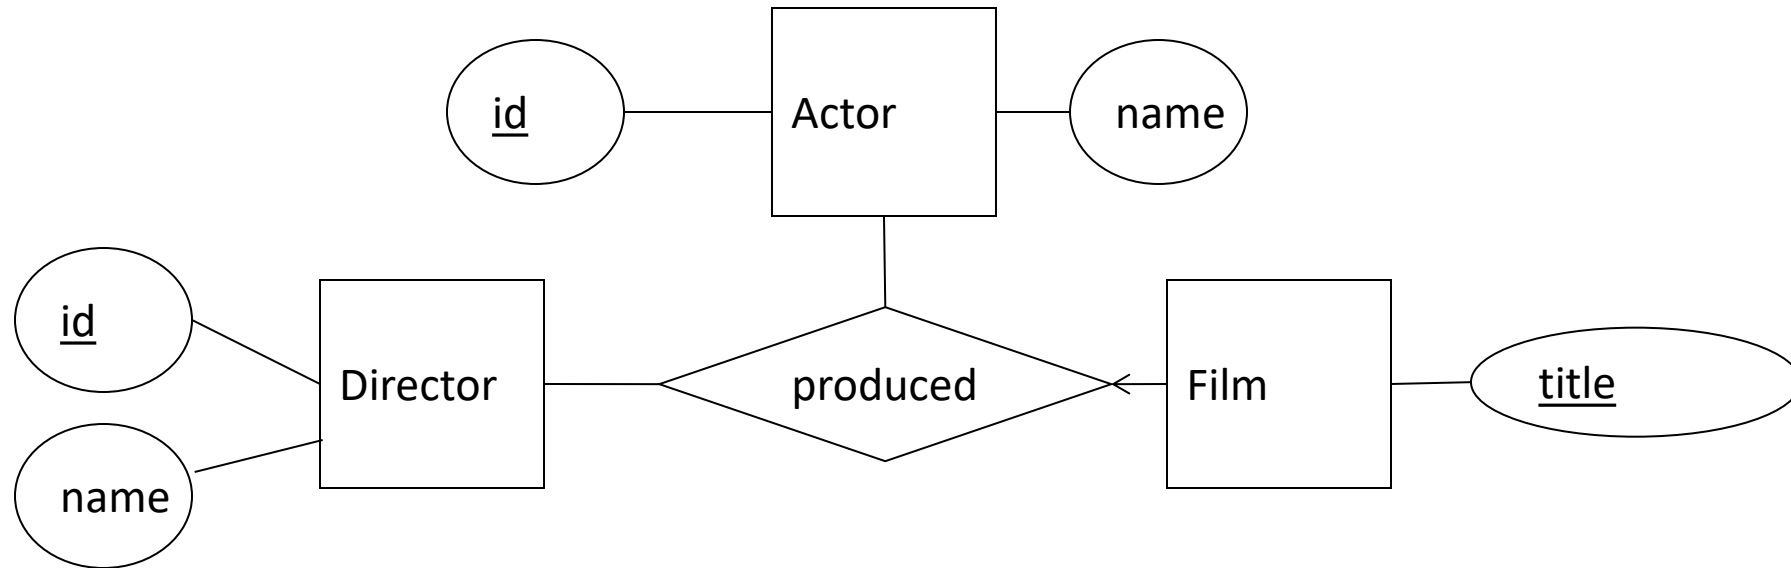 id
Actor
name
id
Director
produced
Film
title
name